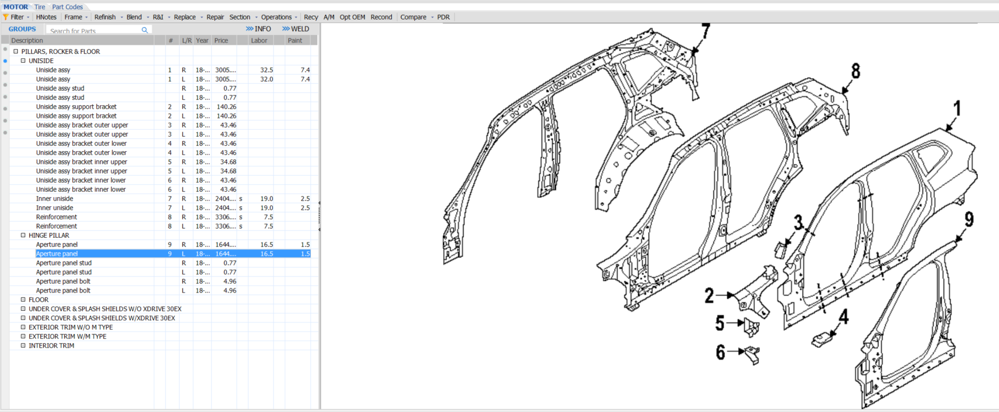 MOTOR Tire Part Codes
Filter HNotes Frame Refinish Blend R&I Replace Repair Section Operations Recy A/M Opt OEM Recond Compare PDR
GROUPS Search for Parts >>> INFO >>> WELD
Description # L/R Year Price Labor Paint
PILLARS, ROCKER & FLOOR
UNISIDE
Uniside assy 1 R 18-... 3005.... 32.5 7.4
Uniside assy 1 L 18-... 3005.... 32.0 7.4
Uniside assy stud R 18-... 0.77
Uniside assy stud L 18-... 0.77
Uniside assy support bracket 2 R 18-... 140.26
Uniside assy support bracket 2 L 18-... 140.26
Uniside assy bracket outer upper 3 R 18-... 43.46
Uniside assy bracket outer upper 3 L 18-... 43.46
Uniside assy bracket outer lower 4 R 18-... 43.46
Uniside assy bracket outer lower 4 L 18-... 43.46
Uniside assy bracket inner upper 5 R 18-... 34.68
Uniside assy bracket inner upper 5 L 18-... 34.68
Uniside assy bracket inner lower 6 R 18-... 43.46
Uniside assy bracket inner lower 6 L 18-... 43.46
Inner uniside 7 R 18-... 2404.... s 19.0 2.5
Inner uniside 7 L 18-... 2404.... s 19.0 2.5
Reinforcement 8 R 18-... 3306.... s 7.5
Reinforcement 8 L 18-... 3306.... s 7.5
HINGE PILLAR
Aperture panel 9 R 18-... 1644.... 16.5 1.5
Aperture panel 9 L 18-... 1644.... 16.5 1.5
Aperture panel stud R 18-... 0.77
Aperture panel stud L 18-... 0.77
Aperture panel bolt R 18-... 4.96
Aperture panel bolt L 18-... 4.96
FLOOR
UNDER COVER & SPLASH SHIELDS W/O XDRIVE 30EX
UNDER COVER & SPLASH SHIELDS W/XDRIVE 30EX
EXTERIOR TRIM W/O M TYPE
EXTERIOR TRIM W/M TYPE
INTERIOR TRIM
7
8
1
3
9
2
5
4
6